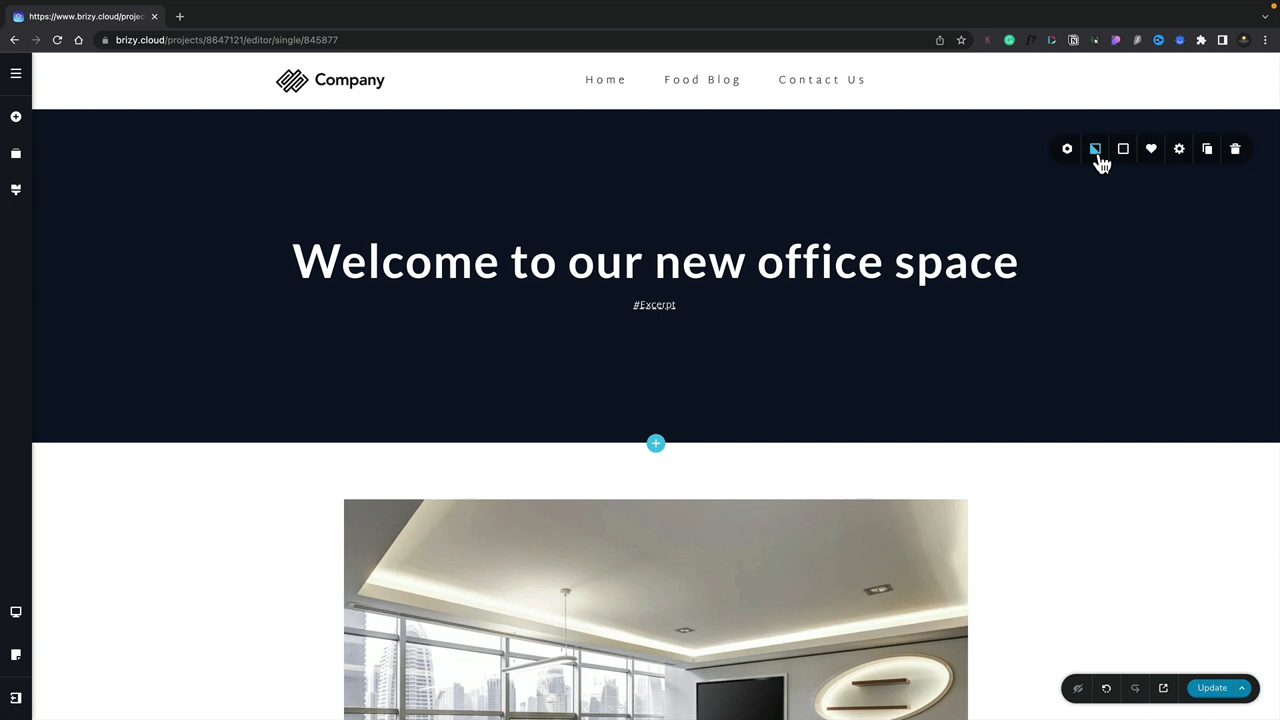 https://www.brizy.cloud/projec
brizy.cloud/projects/8647121/editor/single/845877
Company
Home
Food Blog
Contact Us
Welcome to our new office space
#Excerpt
Update